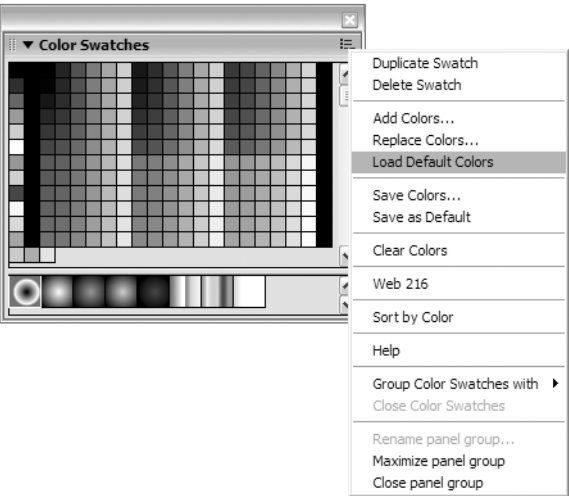 Color Swatches
Duplicate Swatch
Delete Swatch
Add Colors...
Replace Colors...
Load Default Colors
Save Colors...
Save as Default
Clear Colors
Web 216
Sort by Color
Help
Group Color Swatches with
Close Color Swatches
Rename panel group...
Maximize panel group
Close panel group